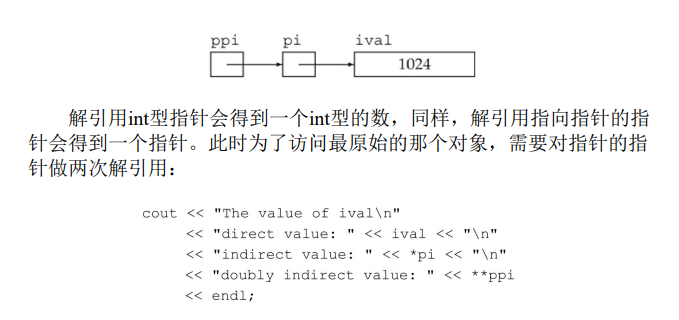 ppi pi ival
1024
解引用int型指针会得到一个int型的数，同样，解引用指向指针的指
针会得到一个指针。此时为了访问最原始的那个对象，需要对指针的指
针做两次解引用：
cout << "The value of ival\n"
<< "direct value: " << ival << "\n"
<< "indirect value: " << *pi << "\n"
<< "doubly indirect value: " << **ppi
<< endl;